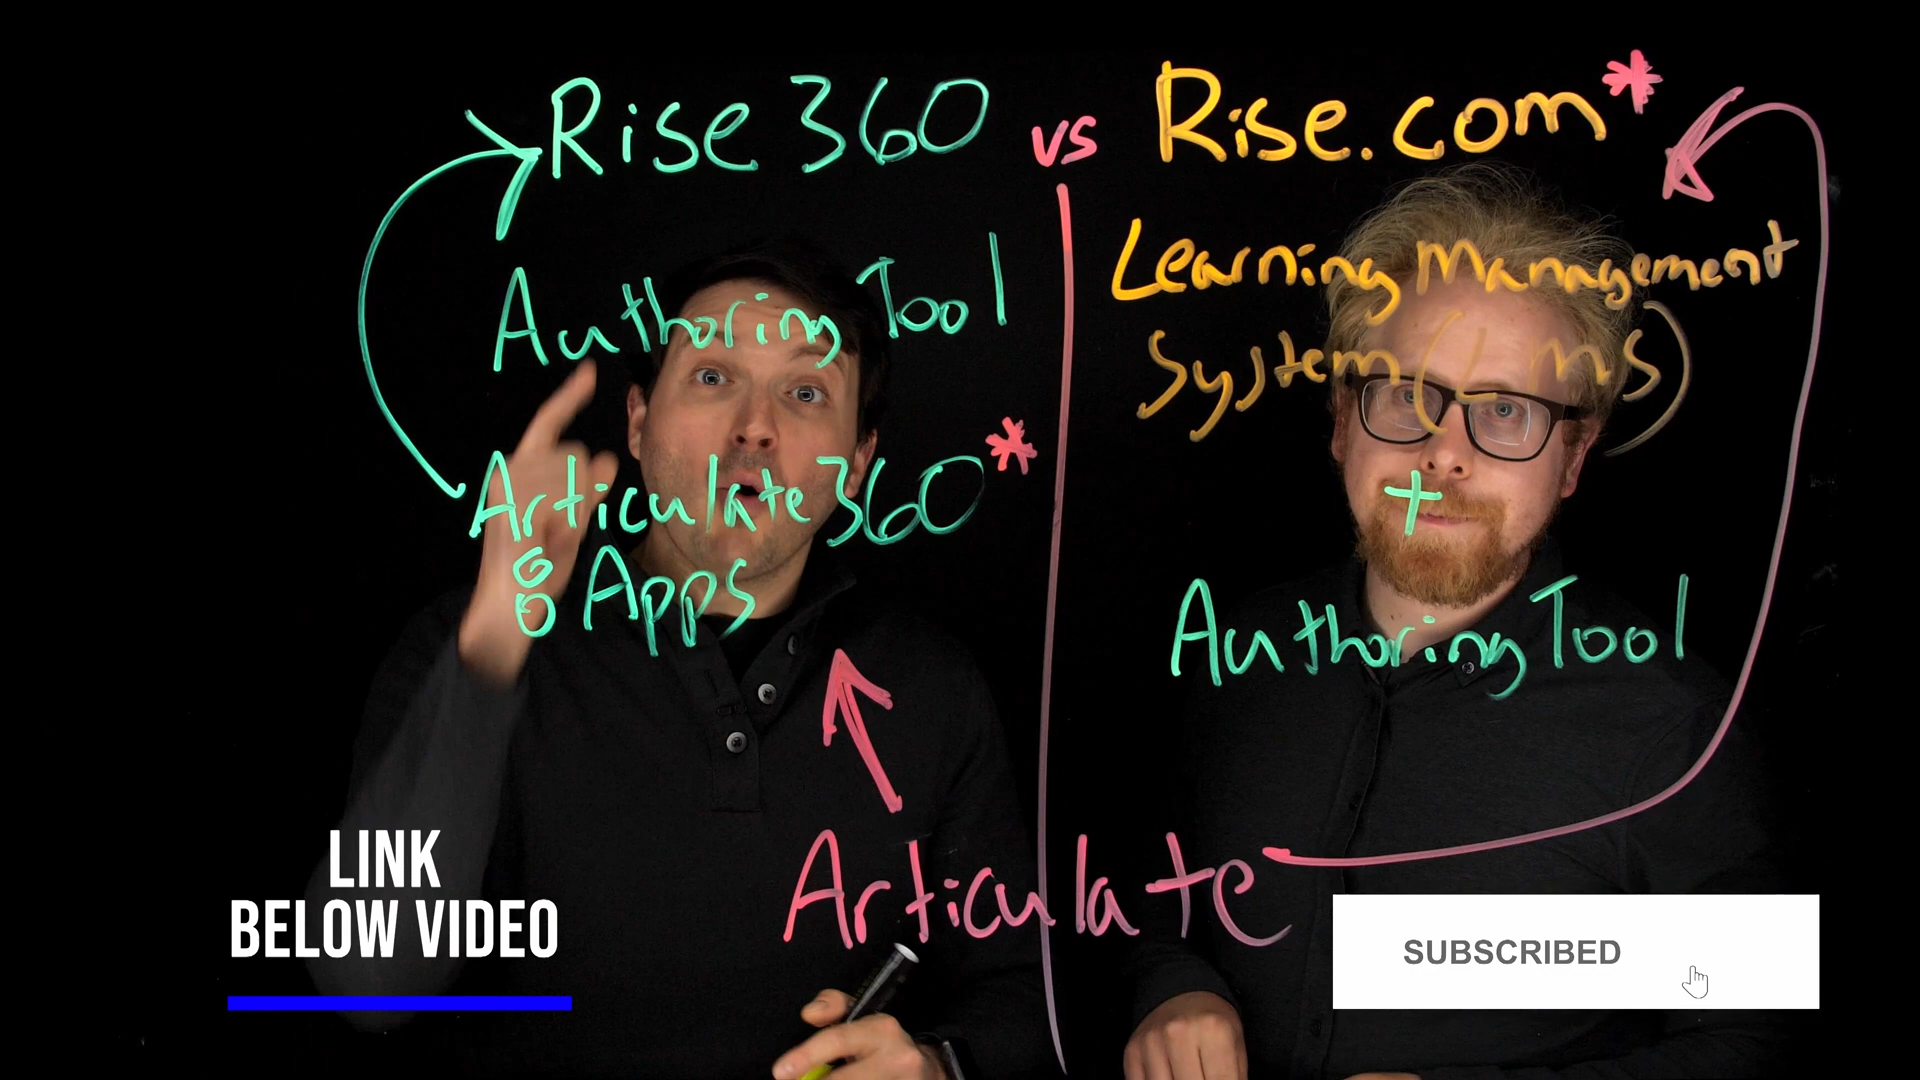 Rise 360 vs Rise.com*
Authoring Tool
Articulate 360*
8 Apps
Learning Management
System (LMS)
+
Authoring Tool
Articulate
LINK
BELOW VIDEO
SUBSCRIBED